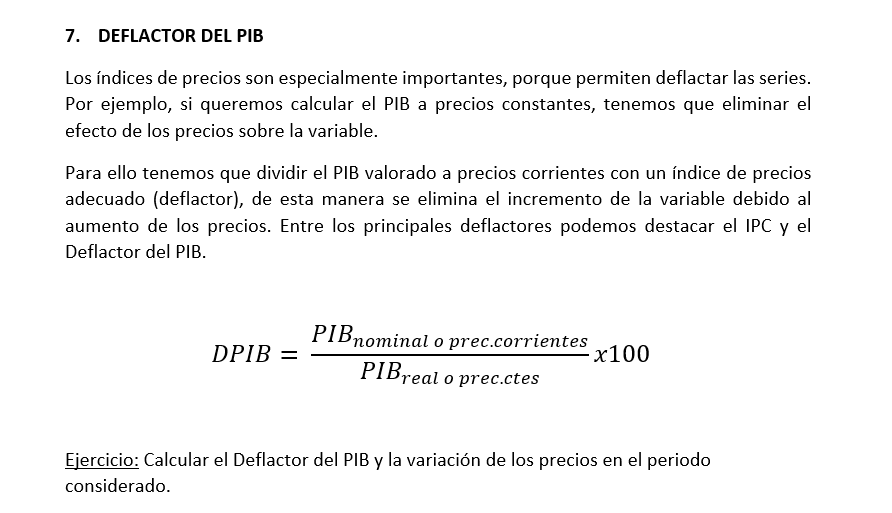 7. DEFLACTOR DEL PIB
Los índices de precios son especialmente importantes, porque permiten deflactar las series.
Por ejemplo, si queremos calcular el PIB a precios constantes, tenemos que eliminar el
efecto de los precios sobre la variable.
Para ello tenemos que dividir el PIB valorado a precios corrientes con un índice de precios
adecuado (deflactor), de esta manera se elimina el incremento de la variable debido al
aumento de los precios. Entre los principales deflactores podemos destacar el IPC y el
Deflactor del PIB.
PIB nominal o prec.corrientes
DPIB = x100
PIB real o prec.ctes
Ejercicio: Calcular el Deflactor del PIB y la variación de los precios en el periodo
considerado.